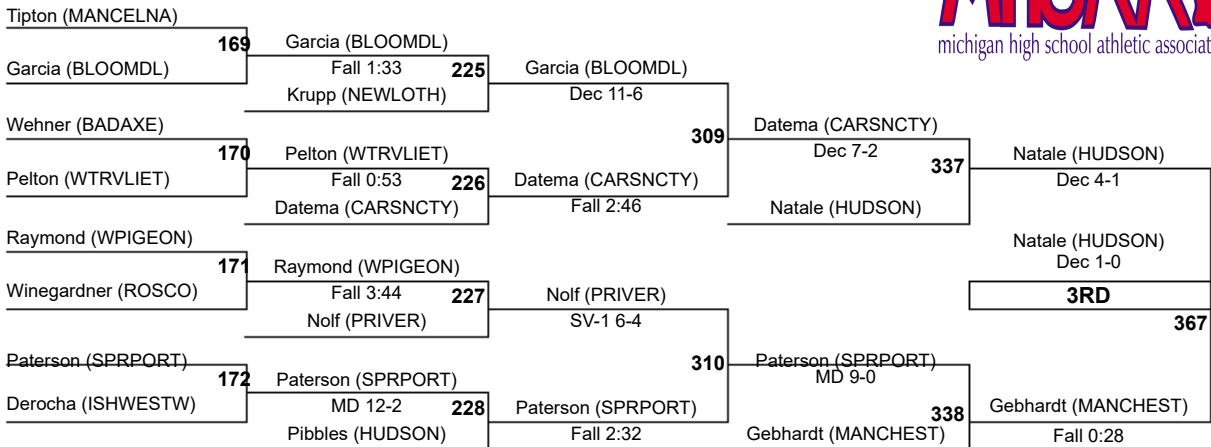 Tipton (MANCELNA)
169
Garcia (BLOOMDL)
Garcia (BLOOMDL)
Fall 1:33
225
Krupp (NEWLOTH)
Garcia (BLOOMDL)
Dec 11-6
Wehner (BADAXE)
170
Pelton (WTRVLIET)
Pelton (WTRVLIET)
Fall 0:53
226
Datema (CARSNCTY)
Datema (CARSNCTY)
Fall 2:46
309
Datema (CARSNCTY)
Dec 7-2
337
Natale (HUDSON)
Natale (HUDSON)
Dec 4-1
Raymond (WPIGEON)
171
Winegardner (ROSCO)
Raymond (WPIGEON)
Fall 3:44
227
Nolf (PRIVER)
Nolf (PRIVER)
SV-1 6-4
Paterson (SPRPORT)
172
Derocha (ISHWESTW)
Paterson (SPRPORT)
MD 12-2
228
Pibbles (HUDSON)
Paterson (SPRPORT)
Fall 2:32
310
Paterson (SPRPORT)
MD 9-0
338
Gebhardt (MANCHEST)
Gebhardt (MANCHEST)
Fall 0:28
Natale (HUDSON)
Dec 1-0
3RD
367
michigan high school athletic associat